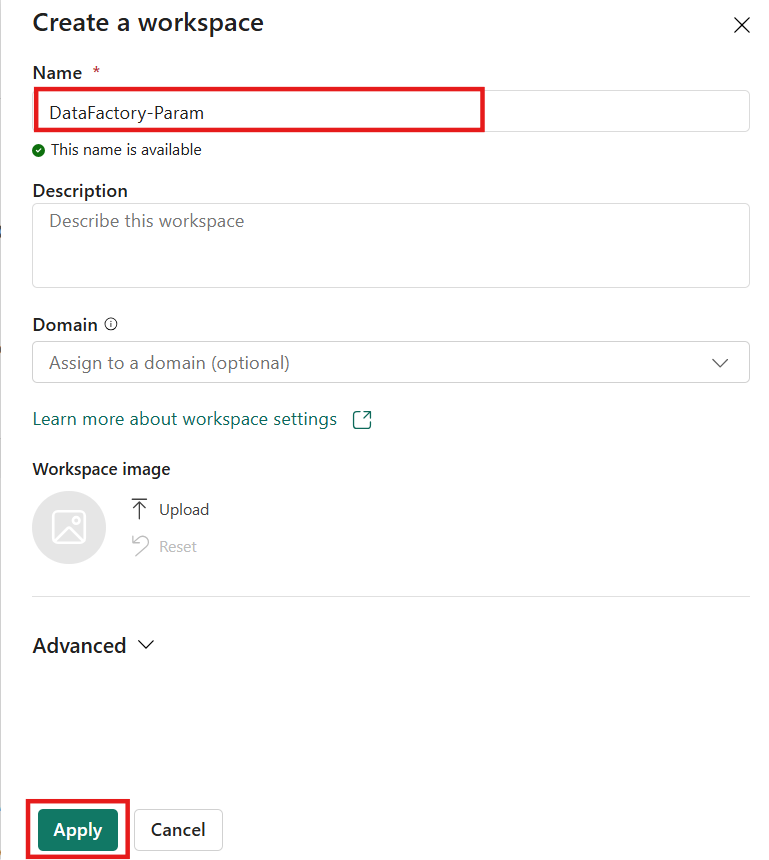 Create a workspace
Name *
DataFactory-Param
This name is available
Description
Describe this workspace
Domain
Assign to a domain (optional)
Learn more about workspace settings
Workspace image
Upload
Reset
Advanced
Apply Cancel